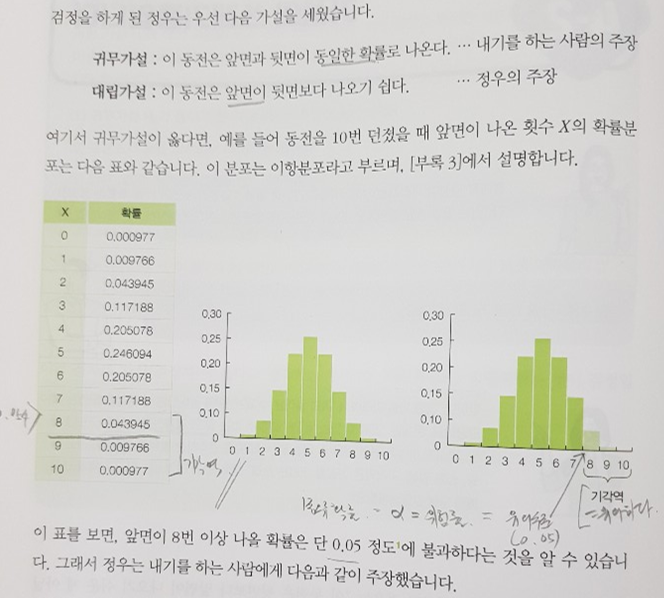 검정을 하게 된 정우는 우선 다음 가설을 세웠습니다.
귀무가설 : 이 동전은 앞면과 뒷면이 동일한 확률로 나온다. … 내기를 하는 사람의 주장
대립가설 : 이 동전은 앞면이 뒷면보다 나오기 쉽다. … 정우의 주장
여기서 귀무가설이 옳다면, 예를 들어 동전을 10번 던졌을 때 앞면이 나온 횟수 X의 확률분
포는 다음 표와 같습니다. 이 분포는 이항분포라고 부르며, [부록 3]에서 설명합니다.
X 확률
0 0.000977
1 0.009766
2 0.043945
3 0.117188
4 0.205078
5 0.246094
6 0.205078
7 0.117188
8 0.043945
9 0.009766
10 0.000977
기각역
0.30
0.25
0.20
0.15
0.10
0
0 1 2 3 4 5 6 7 8 9 10
0.30
0.25
0.20
0.15
0.10
0
0 1 2 3 4 5 6 7 8 9 10
기각역
= α = 위험률 = 유의수준
(0.05)
이 표를 보면, 앞면이 8번 이상 나올 확률은 단 0.05 정도¹에 불과하다는 것을 알 수 있습니
다. 그래서 정우는 내기를 하는 사람에게 다음과 같이 주장했습니다.